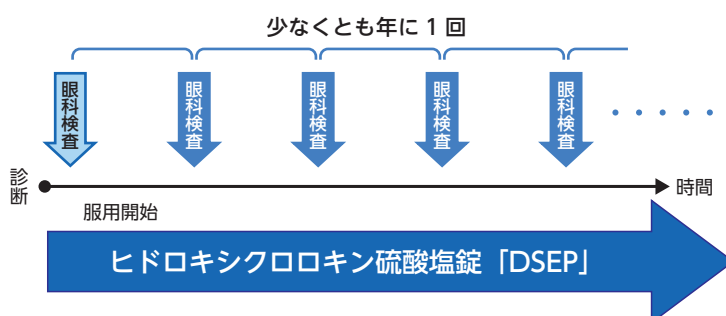 少なくとも年に 1 回
眼科検査
眼科検査
眼科検査
眼科検査
眼科検査
診断
時間
服用開始
ヒドロキシクロロキン硫酸塩錠「DSEP」